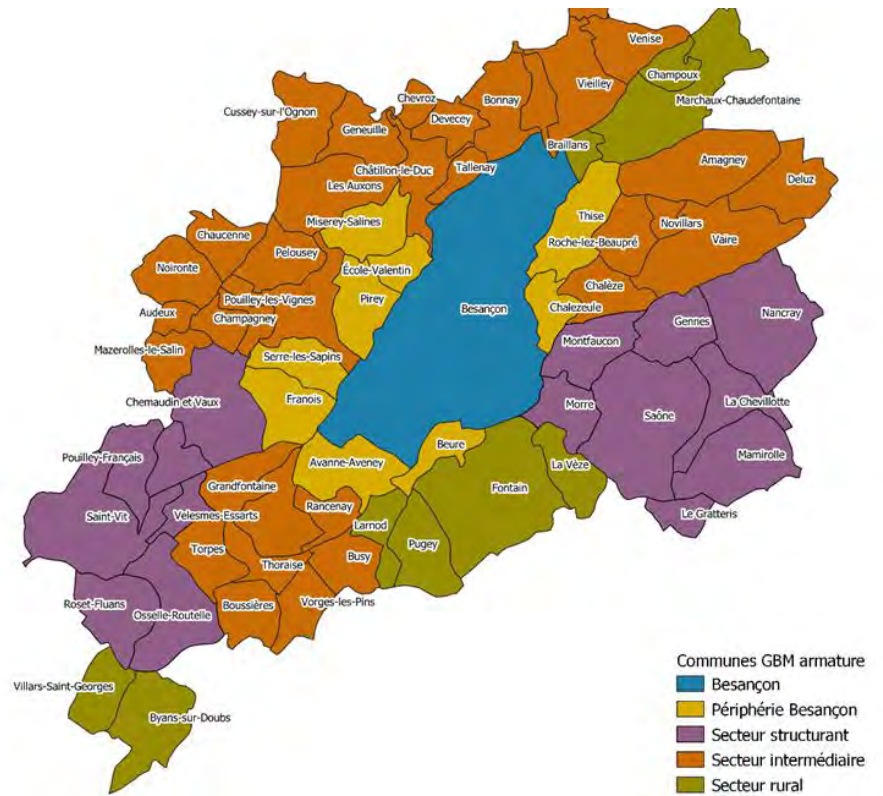 Venise
Champoux
Vieilley
Marchaux-Chaudefontaine
Chevroz
Bonnay
Cussey-sur-l'Ognon
Devecey
Geneuille
Braillans
Châtillon-le-Duc
Tallenay
Amagney
Deluz
Les Auxons
Miserey-Salines
Thise
Novillars
Chaucenne
Roche-lez-Beaupré
Vaire
Pelousey
Noironte
École-Valentin
Chalèze
Pouilley-les-Vignes
Pirey
Besançon
Chalezeule
Audeux
Champagney
Gennes
Nancray
Montfaucon
Mazerolles-le-Salin
Serre-les-Sapins
Chemaudin et Vaux
Franois
Morre
Saône
La Chevillotte
Beure
Pouilley-Français
Avanne-Aveney
La Vèze
Mamirolle
Grandfontaine
Fontain
Saint-Vit
Velesmes-Essarts
Rancenay
Le Gratteris
Larnod
Torpes
Pugey
Busy
Thoraise
Roset-Fluans
Osselle-Routelle
Boussières
Vorges-les-Pins
Villars-Saint-Georges
Byans-sur-Doubs
Communes GBM armature
Besançon
Périphérie Besançon
Secteur structurant
Secteur intermédiaire
Secteur rural